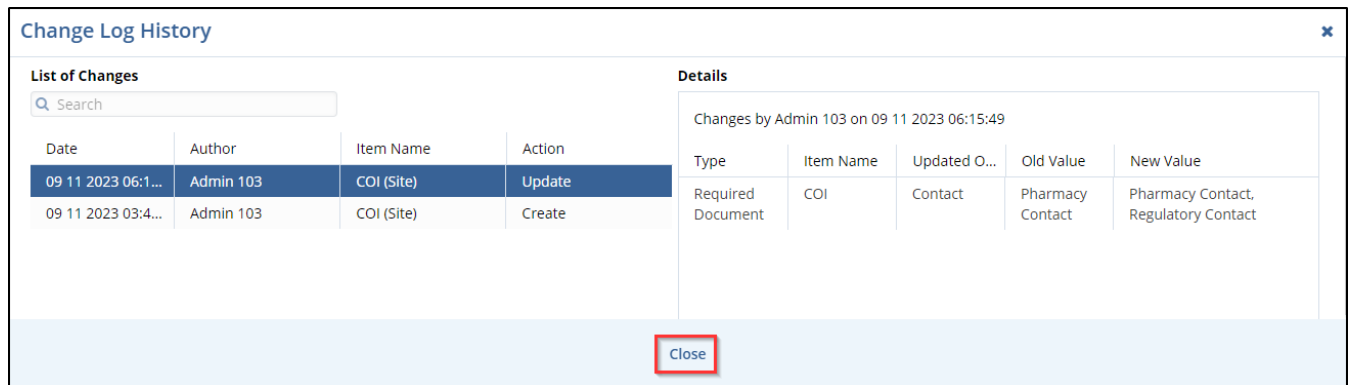 Change Log History
List of Changes
Search
Date Author Item Name Action
09 11 2023 06:1... Admin 103 COI (Site) Update
09 11 2023 03:4... Admin 103 COI (Site) Create
Details
Changes by Admin 103 on 09 11 2023 06:15:49
Type Item Name Updated O... Old Value New Value
Required COI Contact Pharmacy Pharmacy Contact,
Document Contact Regulatory Contact
Close